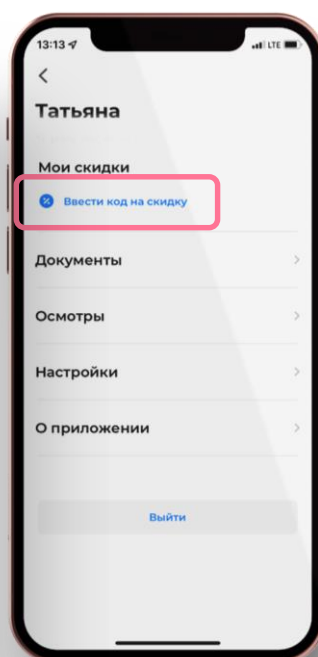 13:13
LTE
Татьяна
Мои скидки
Ввести код на скидку
Документы
Осмотры
Настройки
О приложении
Выйти